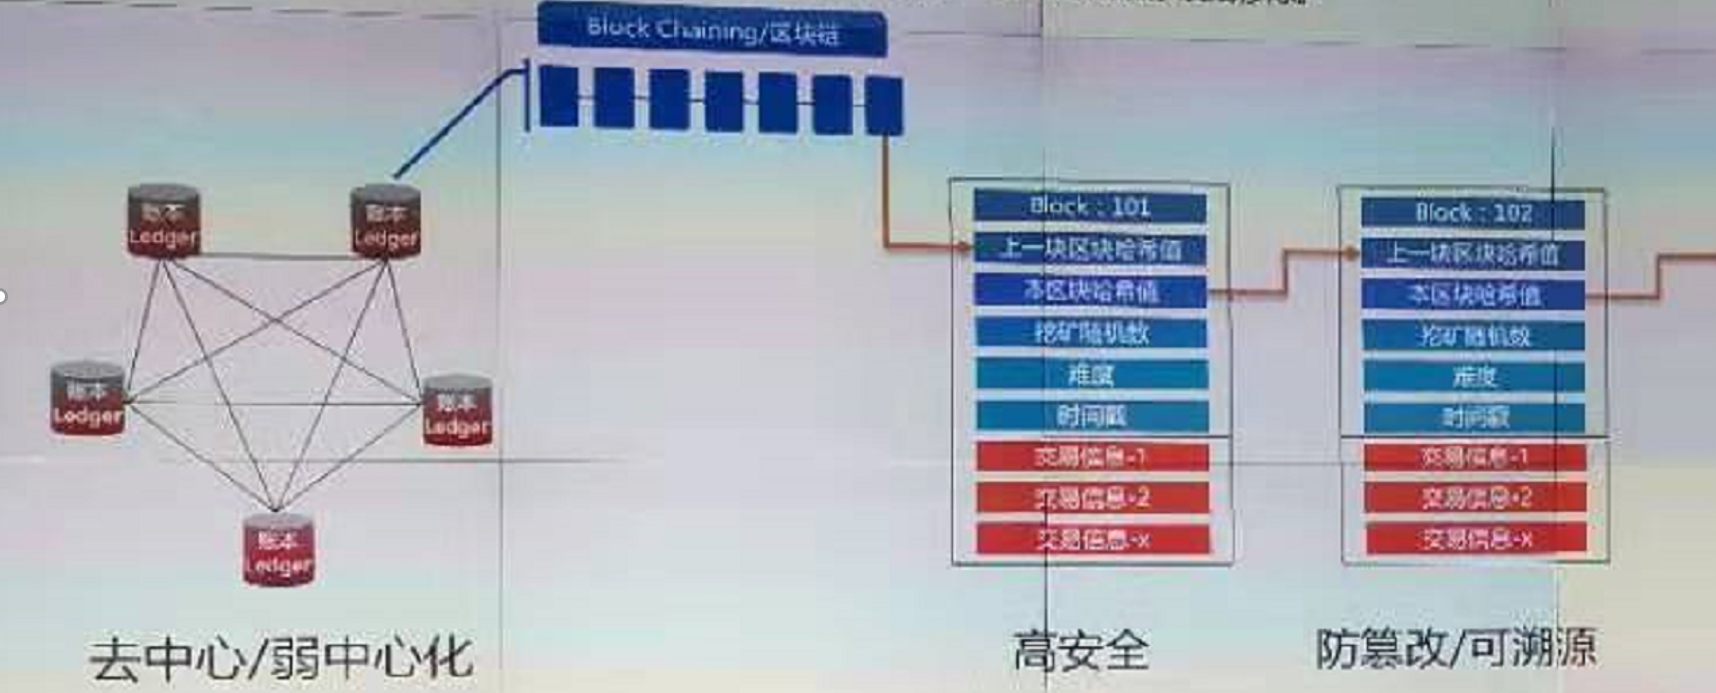 Block Chaining/区块链
账本
Ledger
账本
Ledger
账本
Ledger
账本
Ledger
账本
Ledger
去中心/弱中心化
Block : 101
上一块区块哈希值
本区块哈希值
挖矿随机数
难度
时间戳
交易信息-1
交易信息-2
交易信息-x
高安全
Block : 102
上一块区块哈希值
本区块哈希值
挖矿随机数
难度
时间戳
交易信息-1
交易信息-2
交易信息-x
防篡改/可溯源